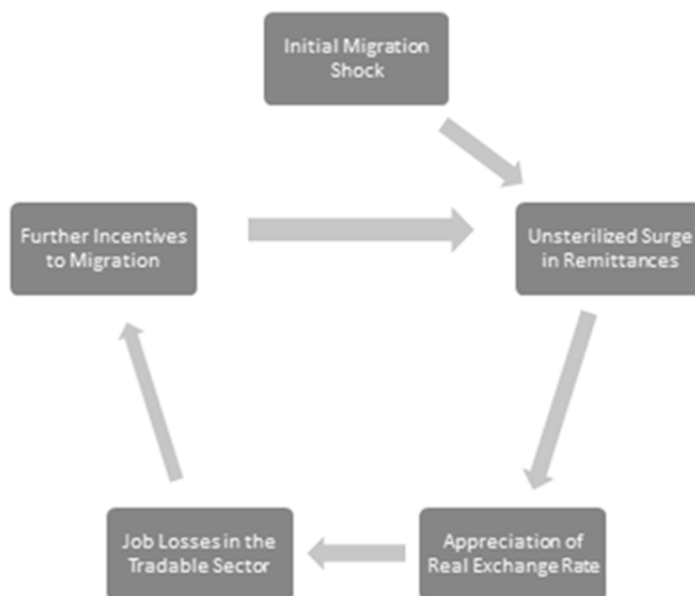 Initial Migration
Shock
Unsterilized Surge
in Remittances
Appreciation of
Real Exchange Rate
Job Losses in the
Tradable Sector
Further Incentives
to Migration